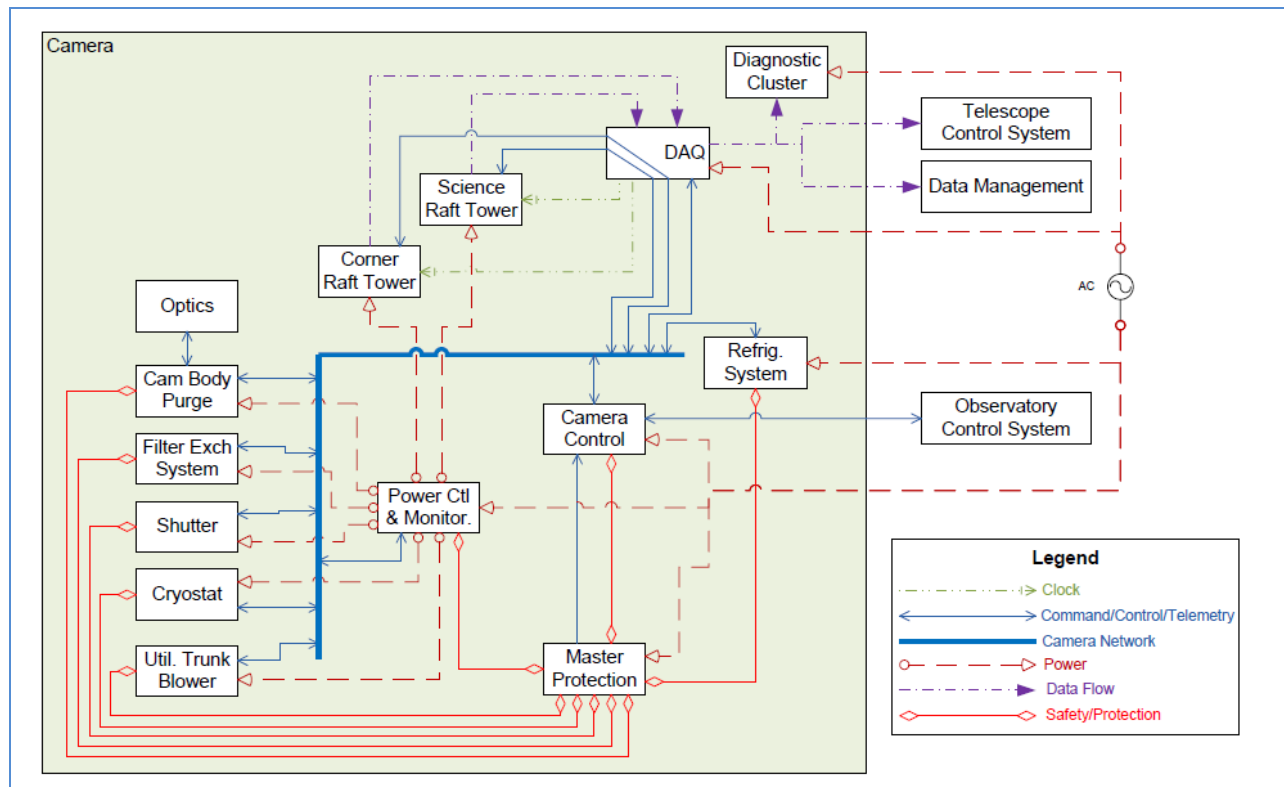 Camera
Diagnostic
Cluster
Telescope
Control System
DAQ
Data Management
Science
Raft Tower
Corner
Raft Tower
AC
Optics
Refrig.
System
Cam Body
Purge
Camera
Control
Observatory
Control System
Filter Exch
System
Power Ctl
& Monitor.
Shutter
Cryostat
Util. Trunk
Blower
Master
Protection
Legend
Clock
Command/Control/Telemetry
Camera Network
Power
Data Flow
Safety/Protection